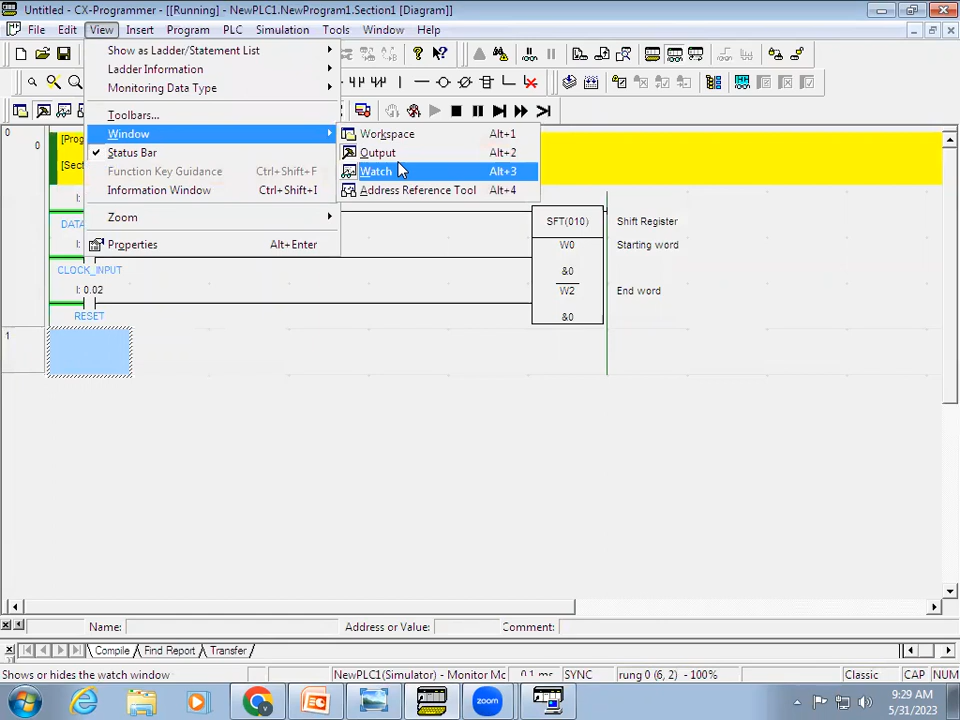 Untitled - CX-Programmer - [[Running] - NewPLC1.NewProgram1.Section1 [Diagram]]
File Edit View Insert Program PLC Simulation Tools Window Help
Show as Ladder/Statement List
Ladder Information
Monitoring Data Type
Toolbars...
Window
Status Bar
Function Key Guidance Ctrl+Shift+F
Information Window Ctrl+Shift+I
Zoom
Properties Alt+Enter
Workspace Alt+1
Output Alt+2
Watch Alt+3
Address Reference Tool Alt+4
0
0
[Prog
[Sect
I:
DATA
I:
CLOCK_INPUT
I: 0.02
RESET
SFT(010) Shift Register
W0 Starting word
&0
W2 End word
&0
1
Name: Address or Value: Comment:
Compile Find Report Transfer
Shows or hides the watch window
NewPLC1(Simulator) - Monitor Mc 0.1 ms SYNC rung 0 (6, 2) - 100% Classic CAP NUM
zoom
9:29 AM
5/31/2023